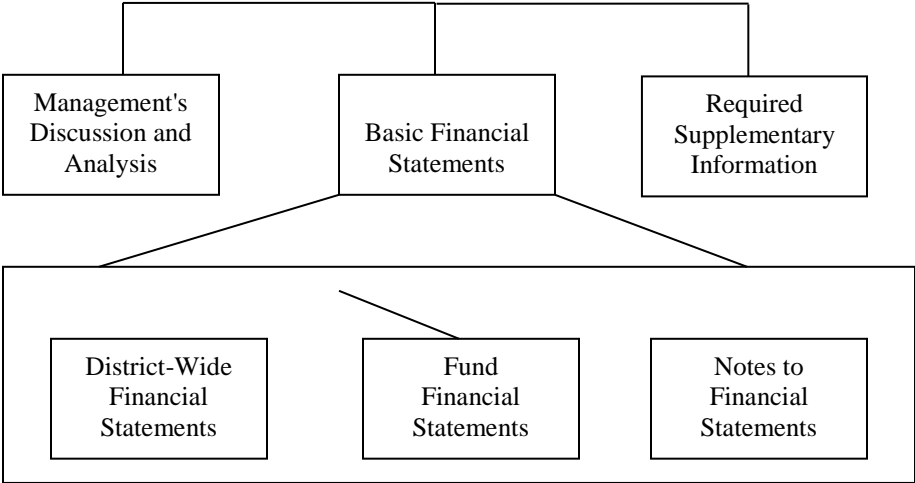 Management's
Discussion and
Analysis
Basic Financial
Statements
Required
Supplementary
Information
District-Wide
Financial
Statements
Fund
Financial
Statements
Notes to
Financial
Statements